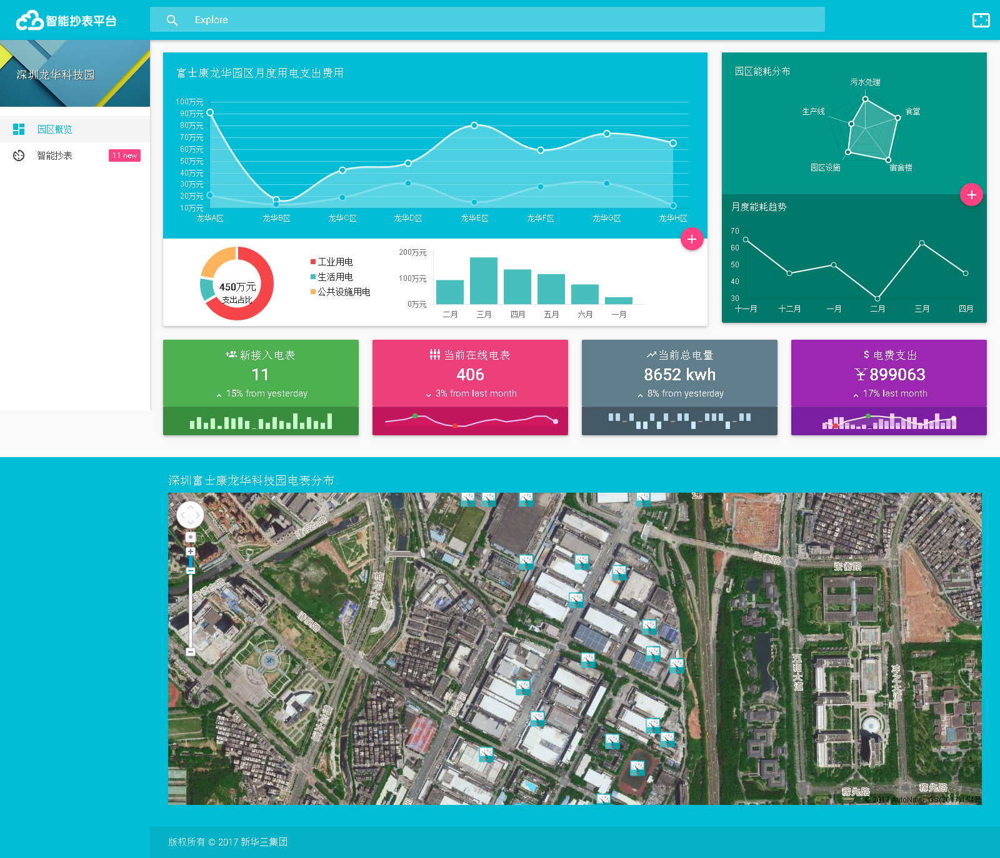 智能抄表平台
Explore
深圳龙华科技园
园区概览
智能抄表
11 new
富士康龙华园区月度用电支出费用
100万元
90万元
80万元
70万元
60万元
50万元
40万元
30万元
20万元
10万元
龙华A区
龙华B区
龙华C区
龙华D区
龙华E区
龙华F区
龙华G区
龙华H区
450万元
支出占比
工业用电
生活用电
公共设施用电
200万元
100万元
0万元
二月
三月
四月
五月
六月
一月
园区能耗分布
污水处理
生产线
食堂
园区设施
宿舍楼
月度能耗趋势
70
60
50
40
30
十一月
十二月
一月
二月
三月
四月
新接入电表
11
15% from yesterday
当前在线电表
406
3% from last month
当前总电量
8652 kwh
8% from yesterday
$ 电费支出
￥899063
17% last month
深圳富士康龙华科技园电表分布
张衡路
张衡路
五和大道
冲之大道
稼先路
稼先路
© 2017 AutoNavi - GS(2017)154号
版权所有 © 2017 新华三集团